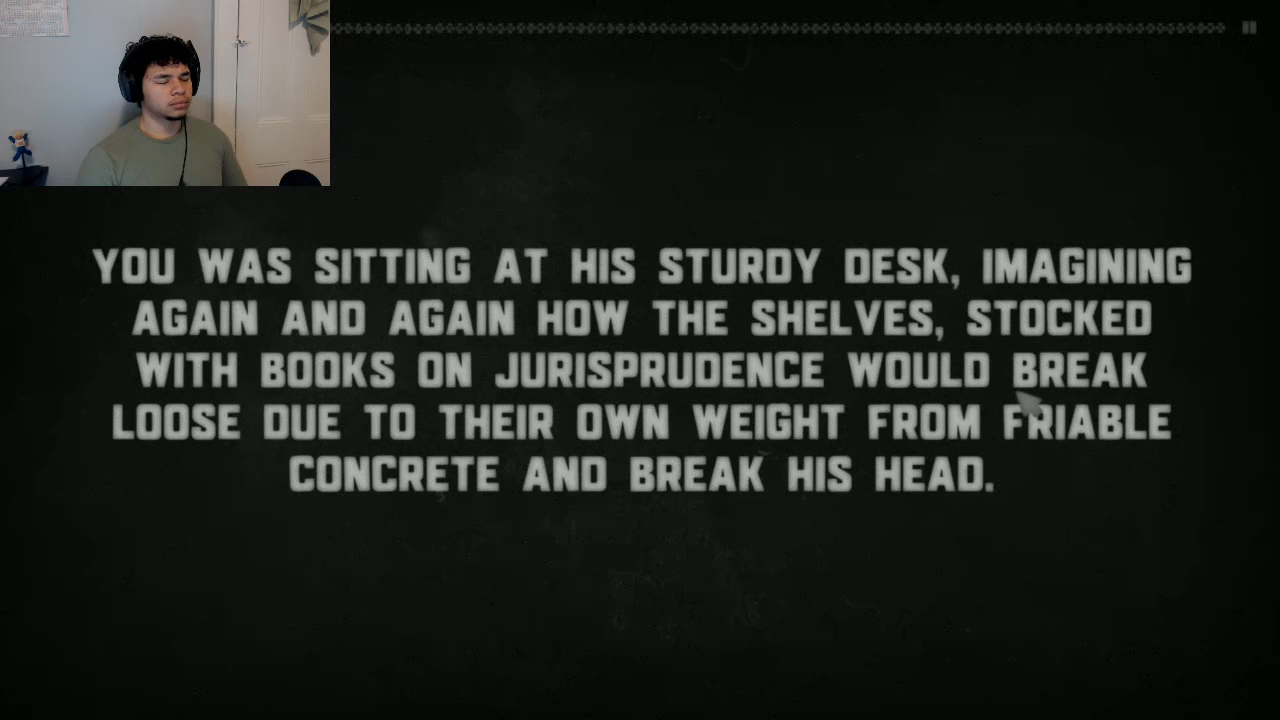 YOU WAS SITTING AT HIS STURDY DESK, IMAGINING
AGAIN AND AGAIN HOW THE SHELVES, STOCKED
WITH BOOKS ON JURISPRUDENCE WOULD BREAK
LOOSE DUE TO THEIR OWN WEIGHT FROM FRIABLE
CONCRETE AND BREAK HIS HEAD.